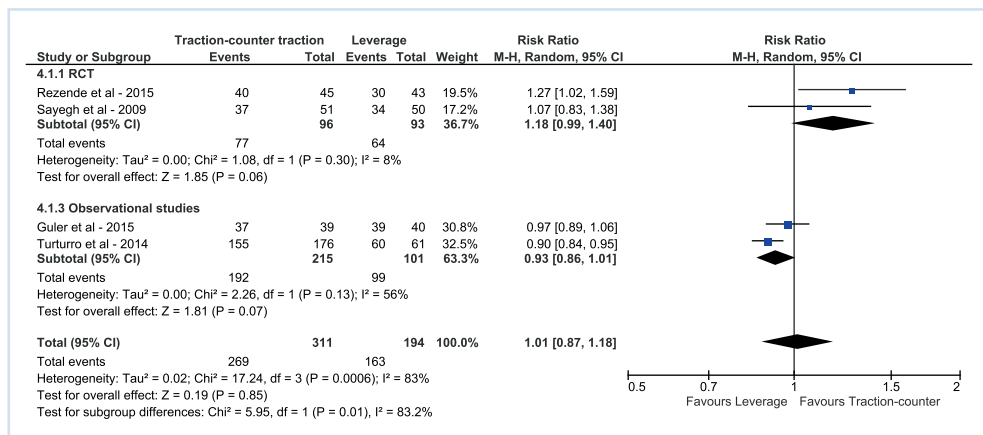 Traction-counter traction Leverage Risk Ratio Risk Ratio
Study or Subgroup Events Total Events Total Weight M-H, Random, 95% CI M-H, Random, 95% CI
4.1.1 RCT
Rezende et al - 2015 40 45 30 43 19.5% 1.27 [1.02, 1.59]
Sayegh et al - 2009 37 51 34 50 17.2% 1.07 [0.83, 1.38]
Subtotal (95% CI) 96 93 36.7% 1.18 [0.99, 1.40]
Total events 77 64
Heterogeneity: Tau² = 0.00; Chi² = 1.08, df = 1 (P = 0.30); I² = 8%
Test for overall effect: Z = 1.85 (P = 0.06)
4.1.3 Observational studies
Guler et al - 2015 37 39 39 40 30.8% 0.97 [0.89, 1.06]
Turturro et al - 2014 155 176 60 61 32.5% 0.90 [0.84, 0.95]
Subtotal (95% CI) 215 101 63.3% 0.93 [0.86, 1.01]
Total events 192 99
Heterogeneity: Tau² = 0.00; Chi² = 2.26, df = 1 (P = 0.13); I² = 56%
Test for overall effect: Z = 1.81 (P = 0.07)
Total (95% CI) 311 194 100.0% 1.01 [0.87, 1.18]
Total events 269 163
Heterogeneity: Tau² = 0.02; Chi² = 17.24, df = 3 (P = 0.0006); I² = 83%
Test for overall effect: Z = 0.19 (P = 0.85)
Test for subgroup differences: Chi² = 5.95, df = 1 (P = 0.01), I² = 83.2%
0.5 0.7 1 1.5 2
Favours Leverage Favours Traction-counter